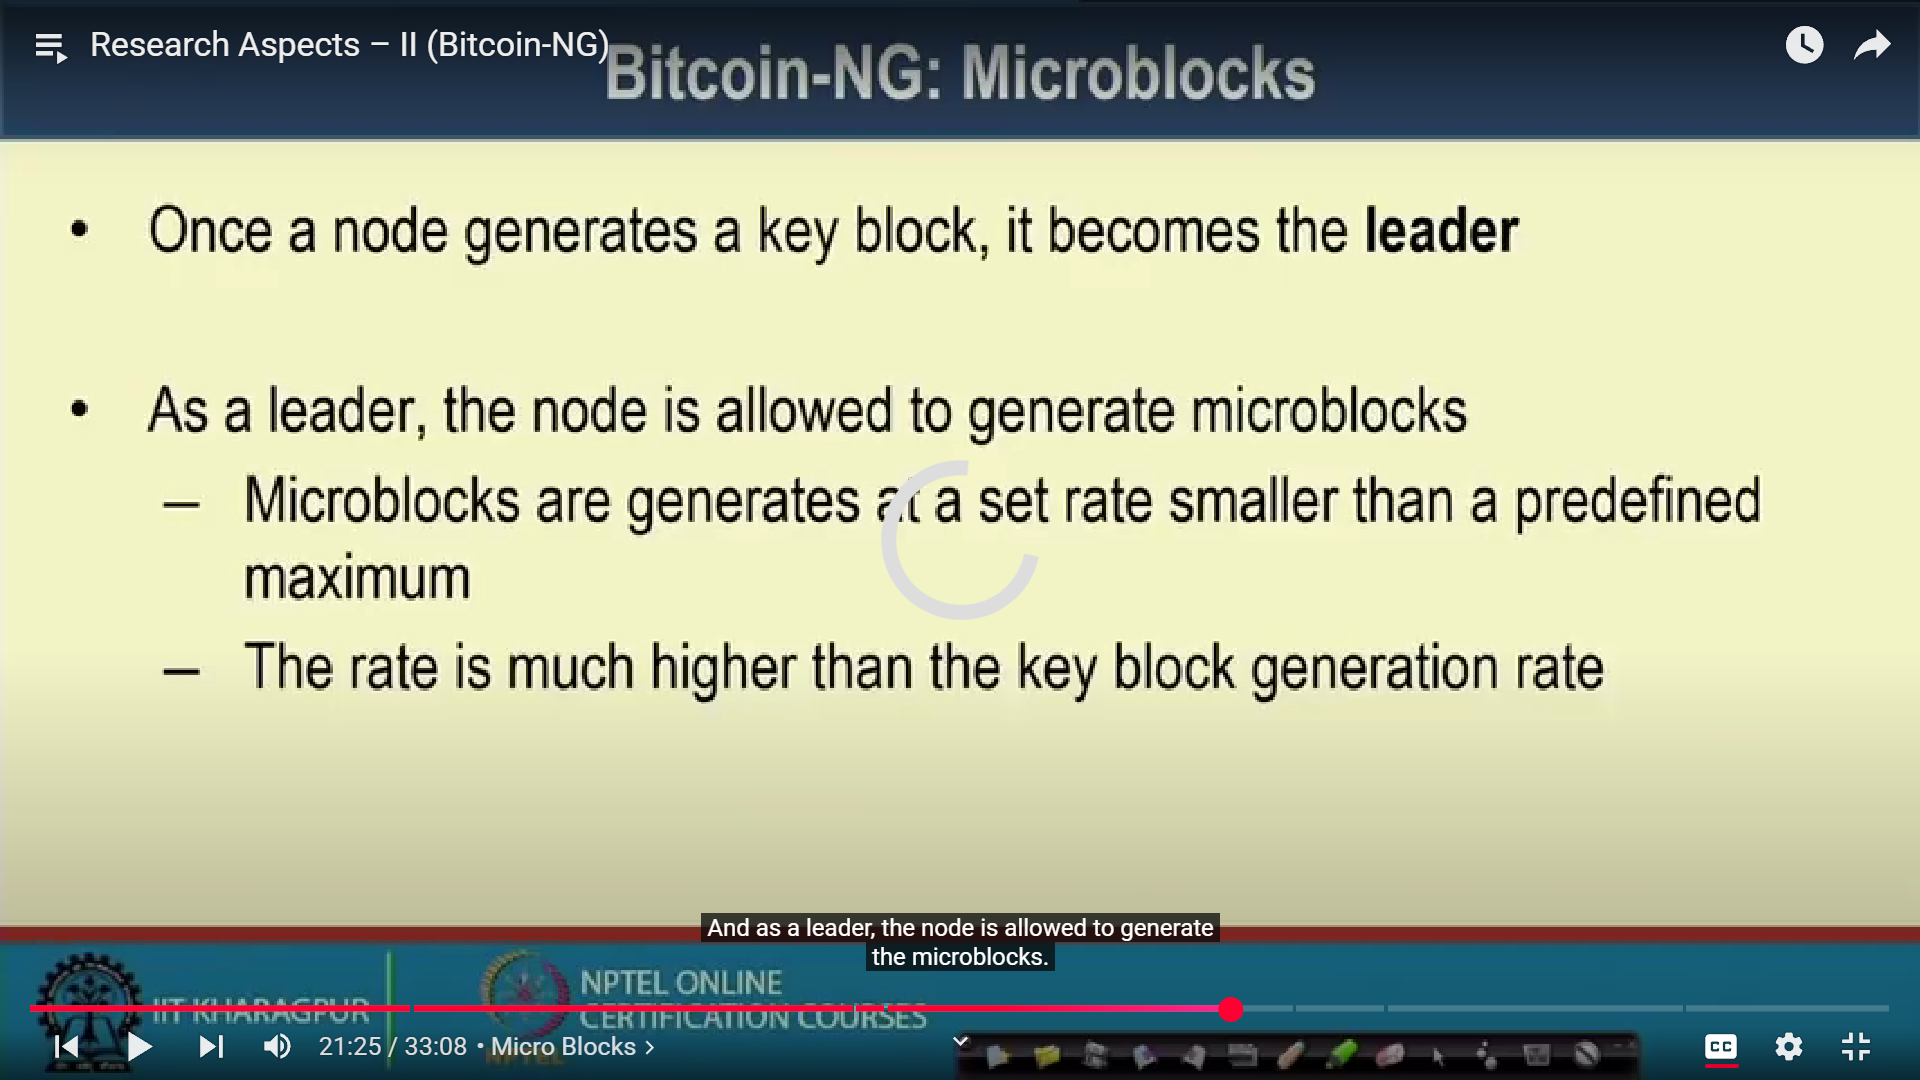 Research Aspects – II (Bitcoin-NG)
Bitcoin-NG: Microblocks
• Once a node generates a key block, it becomes the leader
• As a leader, the node is allowed to generate microblocks
– Microblocks are generates at a set rate smaller than a predefined
maximum
– The rate is much higher than the key block generation rate
And as a leader, the node is allowed to generate
the microblocks.
IIT KHARAGPUR
NPTEL ONLINE
CERTIFICATION COURSES
NPTEL
21:25 / 33:08 • Micro Blocks
CC